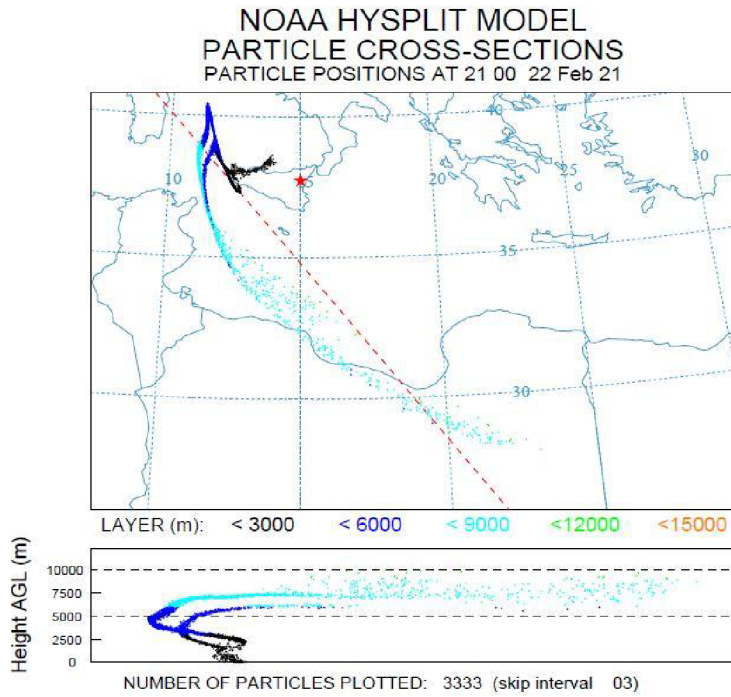 NOAA HYSPLIT MODEL
PARTICLE CROSS-SECTIONS
PARTICLE POSITIONS AT 21 00 22 Feb 21
40
30
10
20
25
35
30
LAYER (m): < 3000 < 6000 < 9000 <12000 <15000
Height AGL (m)
10000
7500
5000
2500
0
NUMBER OF PARTICLES PLOTTED: 3333 (skip interval 03)